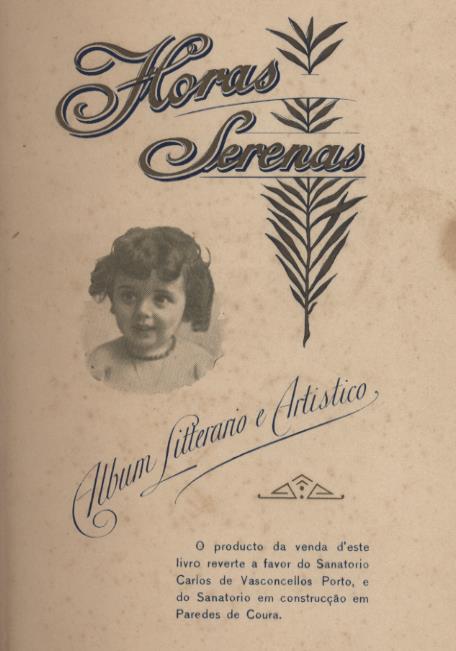 Horas
Serenas
Album Litterario e Artistico
O producto da venda d'este
livro reverte a favor do Sanatorio
Carlos de Vasconcellos Porto, e
do Sanatorio em construcção em
Paredes de Coura.